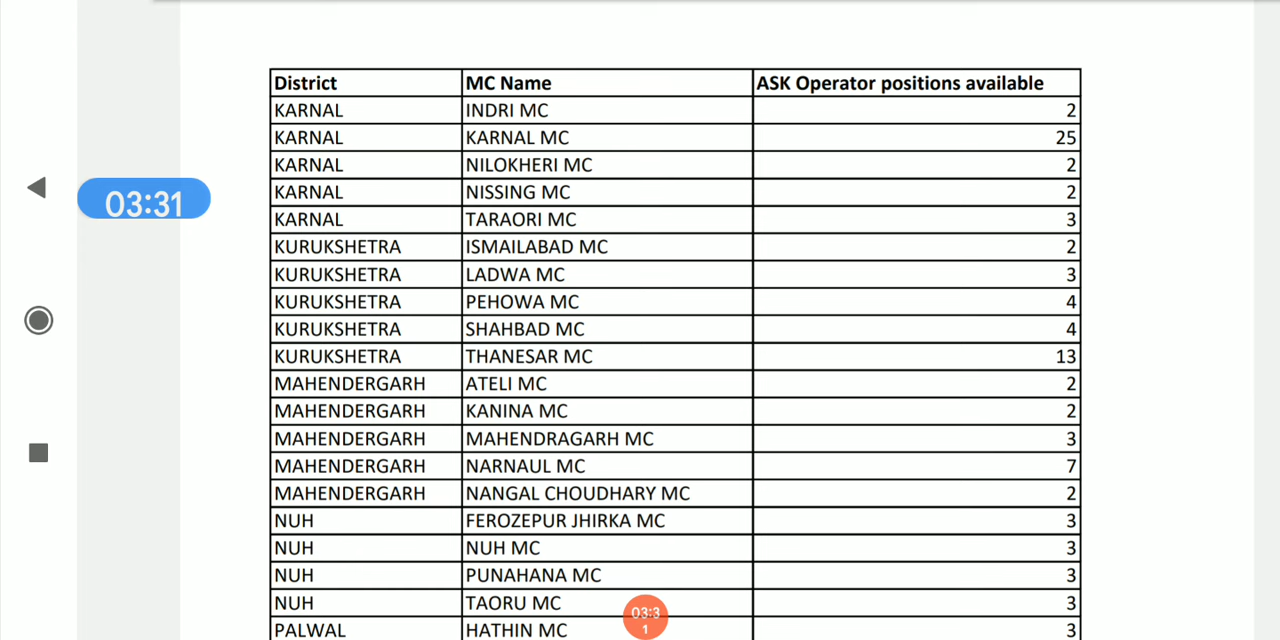 District MC Name ASK Operator positions available
KARNAL INDRI MC 2
KARNAL KARNAL MC 25
KARNAL NILOKHERI MC 2
KARNAL NISSING MC 2
KARNAL TARAORI MC 3
KURUKSHETRA ISMAILABAD MC 2
KURUKSHETRA LADWA MC 3
KURUKSHETRA PEHOWA MC 4
KURUKSHETRA SHAHBAD MC 4
KURUKSHETRA THANESAR MC 13
MAHENDERGARH ATELI MC 2
MAHENDERGARH KANINA MC 2
MAHENDERGARH MAHENDRAGARH MC 3
MAHENDERGARH NARNAUL MC 7
MAHENDERGARH NANGAL CHOUDHARY MC 2
NUH FEROZEPUR JHIRKA MC 3
NUH NUH MC 3
NUH PUNAHANA MC 3
NUH TAORU MC 3
PALWAL HATHIN MC 3
03:31
03:3
1